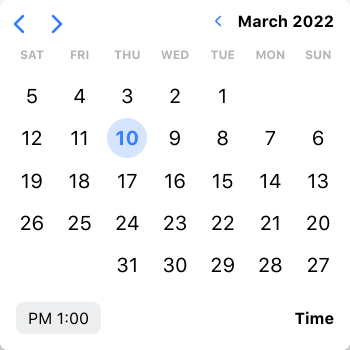 March 2022
SAT FRI THU WED TUE MON SUN
5 4 3 2 1
12 11 10 9 8 7 6
19 18 17 16 15 14 13
26 25 24 23 22 21 20
31 30 29 28 27
PM 1:00 Time